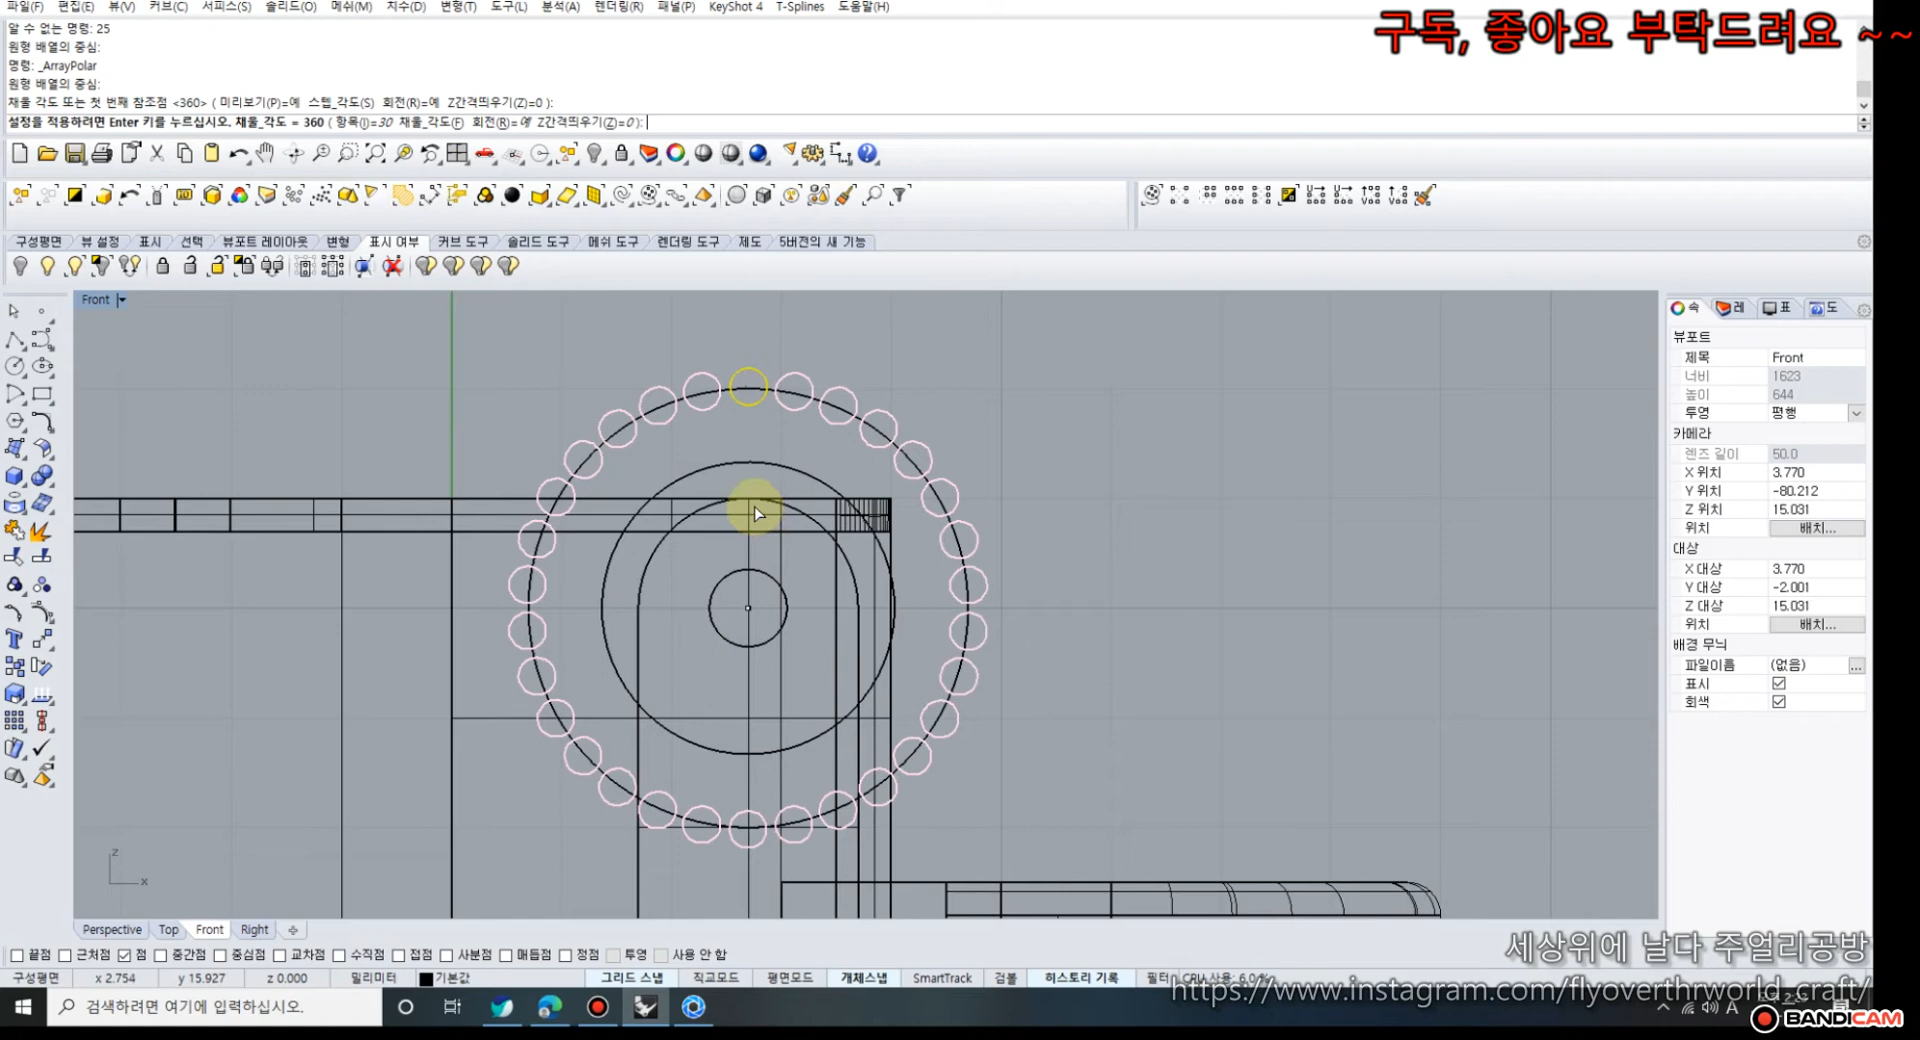 파일(F) 편집(E) 뷰(V) 커브(C) 서피스(S) 솔리드(O) 메쉬(M) 치수(D) 변형(T) 도구(L) 분석(A) 렌더링(R) 패널(P) KeyShot 4 T-Splines 도움말(H)
구독, 좋아요 부탁드려요 ~~
알 수 없는 명령: 25
원형 배열의 중심:
명령: _ArrayPolar
원형 배열의 중심:
채울 각도 또는 첫 번째 참조점 <360> ( 미리보기(P)=예 스텝_각도(S) 회전(R)=예 Z간격띄우기(Z)=0 ):
설정을 적용하려면 Enter 키를 누르십시오. 채울_각도 = 360 ( 항목(I)=30 채울_각도(F) 회전(R)=예 Z간격띄우기(Z)=0 ):
구성평면 뷰 설정 표시 선택 뷰포트 레이아웃 변형 표시 여부 커브 도구 솔리드 도구 메쉬 도구 렌더링 도구 제도 5버전의 새 기능
Front
속 레 표 도
뷰포트
제목 Front
너비 1623
높이 644
투영 평행
카메라
렌즈 길이 50.0
X 위치 3.770
Y 위치 -80.212
Z 위치 15.031
위치 배치...
대상
X 대상 3.770
Y 대상 -2.001
Z 대상 15.031
위치 배치...
배경 무늬
파일이름 (없음) ...
표시
회색
z
x
Perspective Top Front Right
끝점 근처점 점 중간점 중심점 교차점 수직점 접점 사분점 매듭점 정점 투영 사용 안 함
세상위에 날다 주얼리공방
구성평면 x 2.754 y 15.927 z 0.000 밀리미터 기본값 그리드 스냅 직교모드 평면모드 개체스냅 SmartTrack 검볼 히스토리 기록 필터 CPU 사용: 6.0 %
https://www.instagram.com/flyoverthrworld_craft/
검색하려면 여기에 입력하십시오. A
BANDICAM